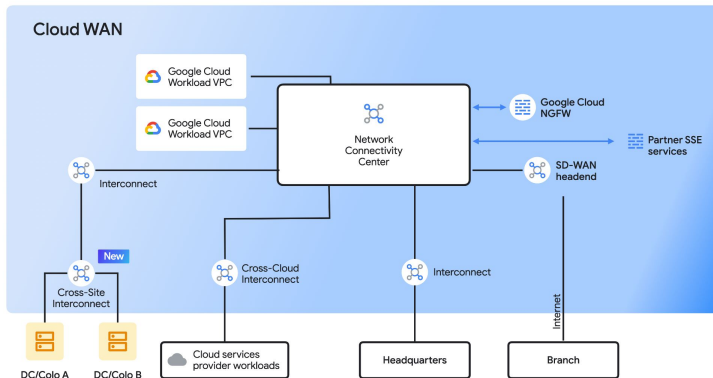 Cloud WAN
Google Cloud
Workload VPC
Google Cloud
Workload VPC
Network
Connectivity
Center
Google Cloud
NGFW
Partner SSE
services
SD-WAN
headend
Interconnect
New
Cross-Site
Interconnect
Cross-Cloud
Interconnect
Interconnect
Internet
DC/Colo A
DC/Colo B
Cloud services
provider workloads
Headquarters
Branch